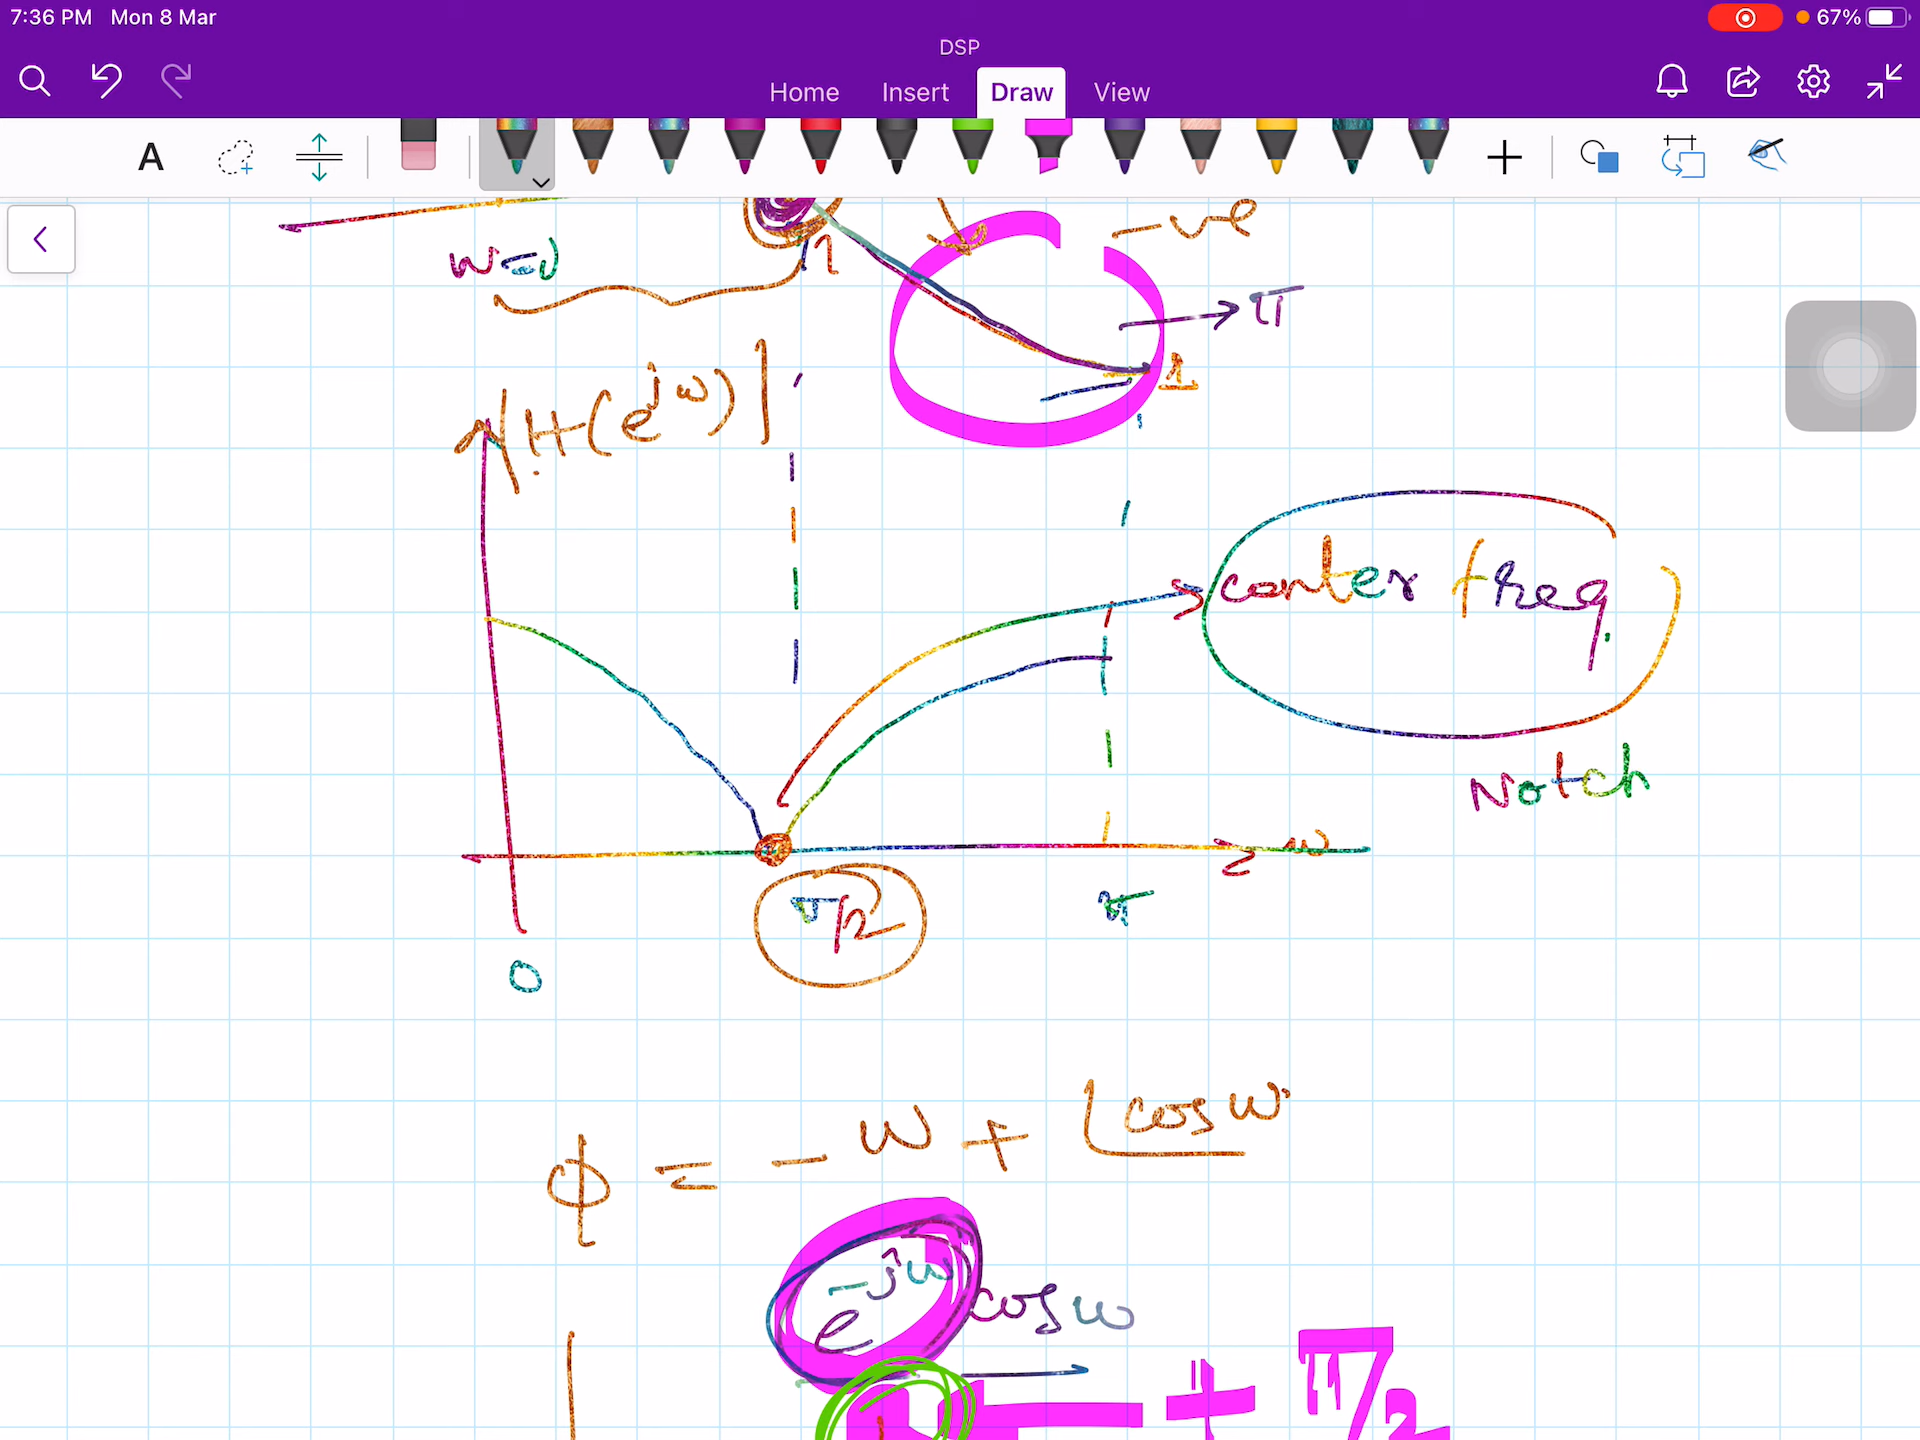 7:36 PM Mon 8 Mar
67%
DSP
Home Insert Draw View
A
-ve
w=0
1
π
1
|H(e^jω)|
center freq.
Notch
ω
π/2
π
0
ϕ = -ω + ∠cosω
e^-jω cosω
+ π/2